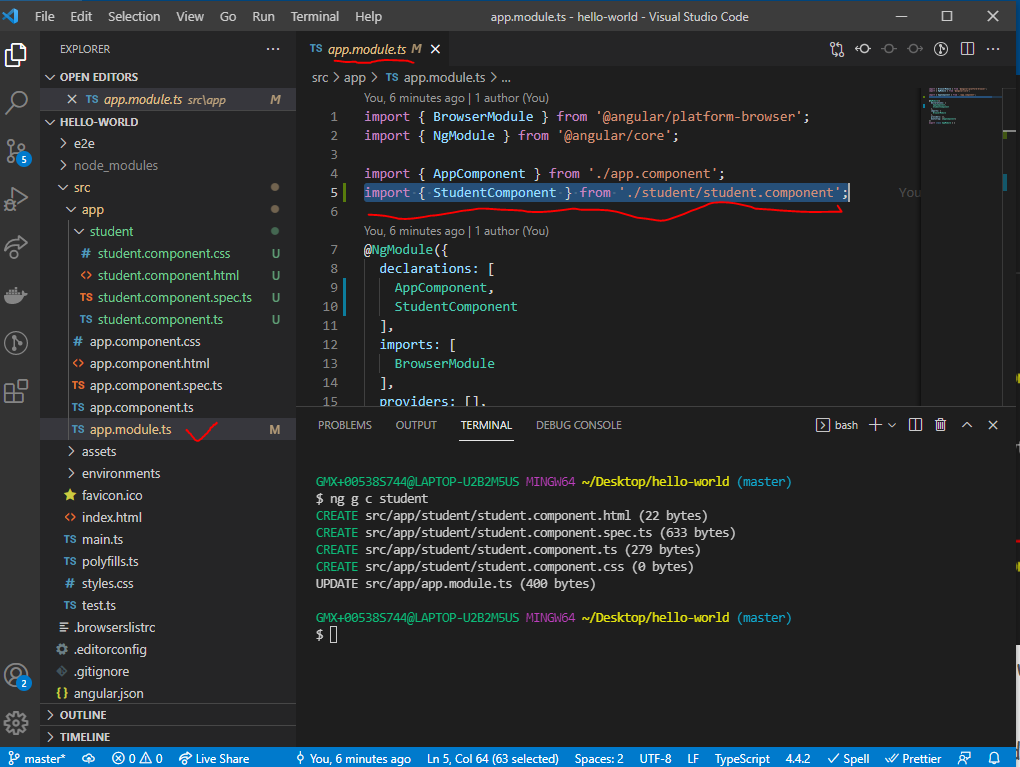 File Edit Selection View Go Run Terminal Help app.module.ts - hello-world - Visual Studio Code
EXPLORER
OPEN EDITORS
TS app.module.ts src\app M
HELLO-WORLD
e2e
node_modules
src
app
student
# student.component.css U
<> student.component.html U
TS student.component.spec.ts U
TS student.component.ts U
# app.component.css
<> app.component.html
TS app.component.spec.ts
TS app.component.ts
TS app.module.ts M
assets
environments
favicon.ico
<> index.html
TS main.ts
TS polyfills.ts
# styles.css
TS test.ts
.browserslistrc
.editorconfig
.gitignore
{} angular.json
OUTLINE
TIMELINE
5
2
TS app.module.ts M
src > app > TS app.module.ts > ...
You, 6 minutes ago | 1 author (You)
1 import { BrowserModule } from '@angular/platform-browser';
2 import { NgModule } from '@angular/core';
3
4 import { AppComponent } from './app.component';
5 import { StudentComponent } from './student/student.component'; You
6
You, 6 minutes ago | 1 author (You)
7 @NgModule({
8 declarations: [
9 AppComponent,
10 StudentComponent
11 ],
12 imports: [
13 BrowserModule
14 ],
15 providers: [],
PROBLEMS OUTPUT TERMINAL DEBUG CONSOLE bash
GMX+00538S744@LAPTOP-U2B2M5US MINGW64 ~/Desktop/hello-world (master)
$ ng g c student
CREATE src/app/student/student.component.html (22 bytes)
CREATE src/app/student/student.component.spec.ts (633 bytes)
CREATE src/app/student/student.component.ts (279 bytes)
CREATE src/app/student/student.component.css (0 bytes)
UPDATE src/app/app.module.ts (400 bytes)
GMX+00538S744@LAPTOP-U2B2M5US MINGW64 ~/Desktop/hello-world (master)
$
master* 0 0 Live Share You, 6 minutes ago Ln 5, Col 64 (63 selected) Spaces: 2 UTF-8 LF TypeScript 4.4.2 Spell Prettier